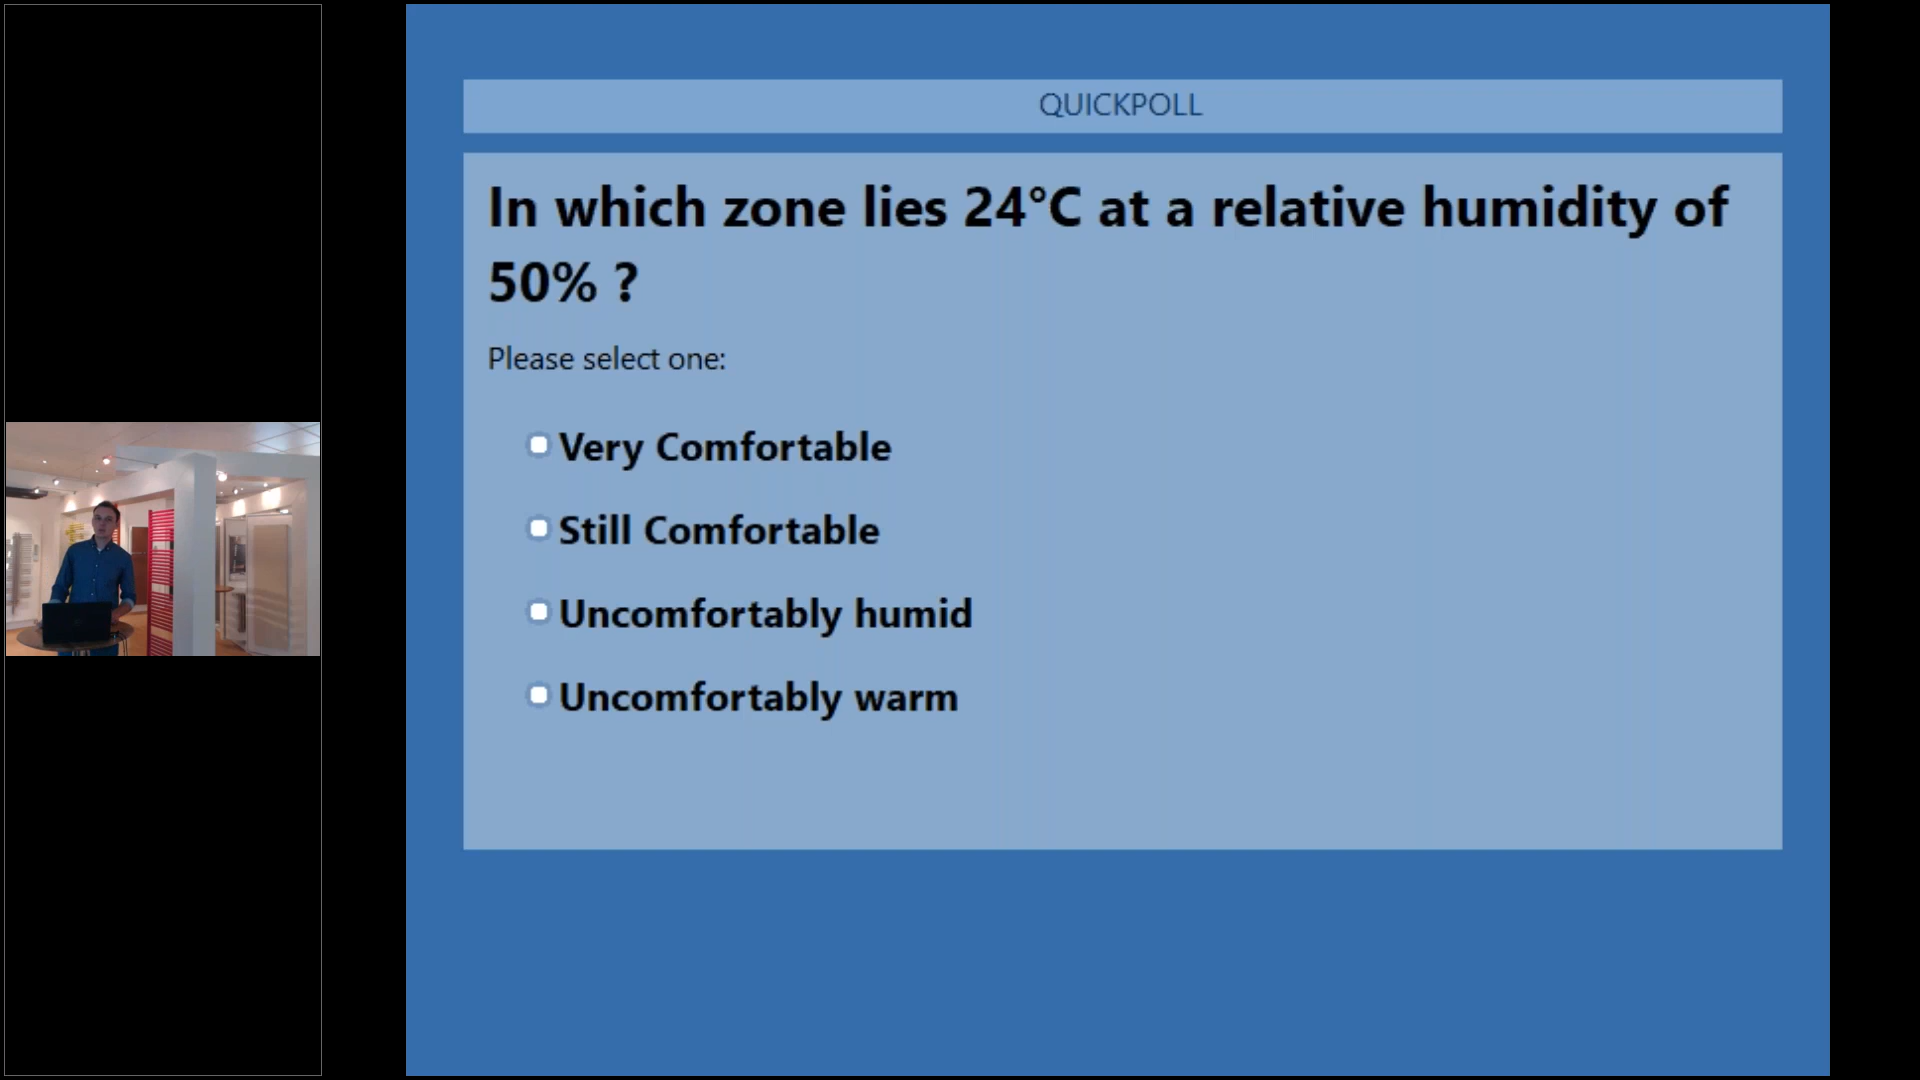 QUICKPOLL
In which zone lies 24°C at a relative humidity of
50% ?
Please select one:
Very Comfortable
Still Comfortable
Uncomfortably humid
Uncomfortably warm